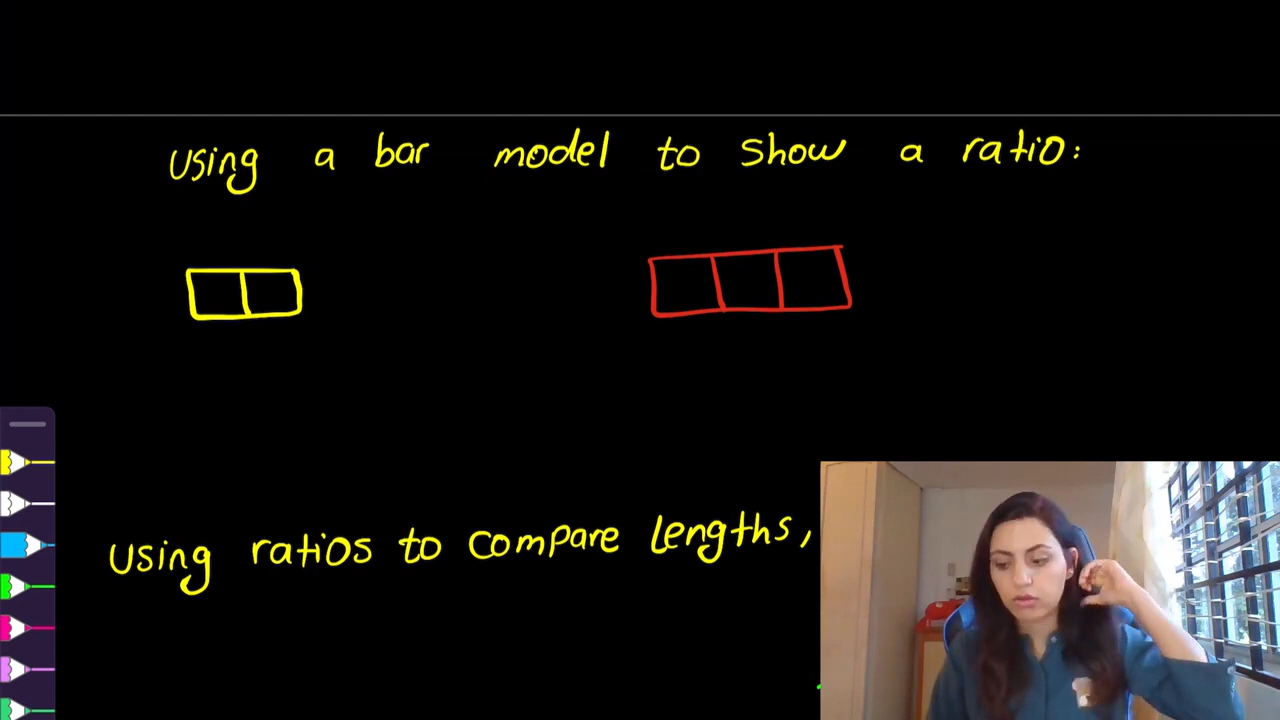 using a bar model to show a ratio:
using ratios to compare lengths,